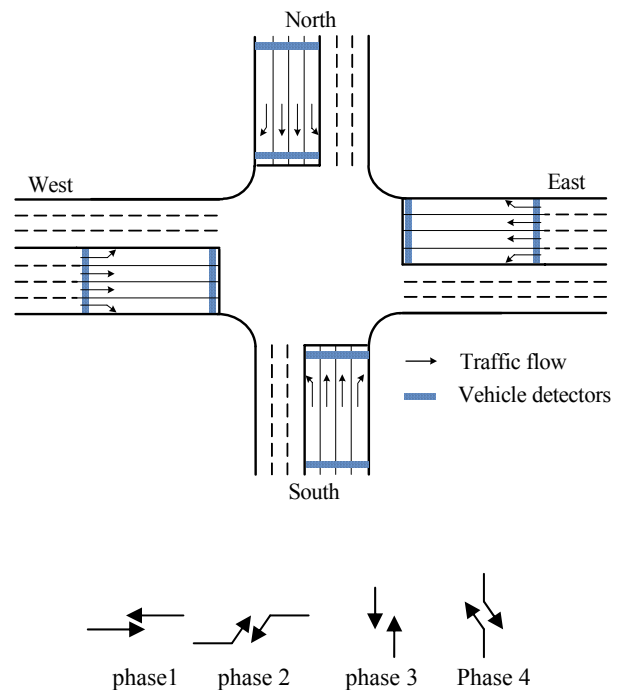 North
West
East
Traffic flow
Vehicle detectors
South
phase1
phase 2
phase 3
Phase 4